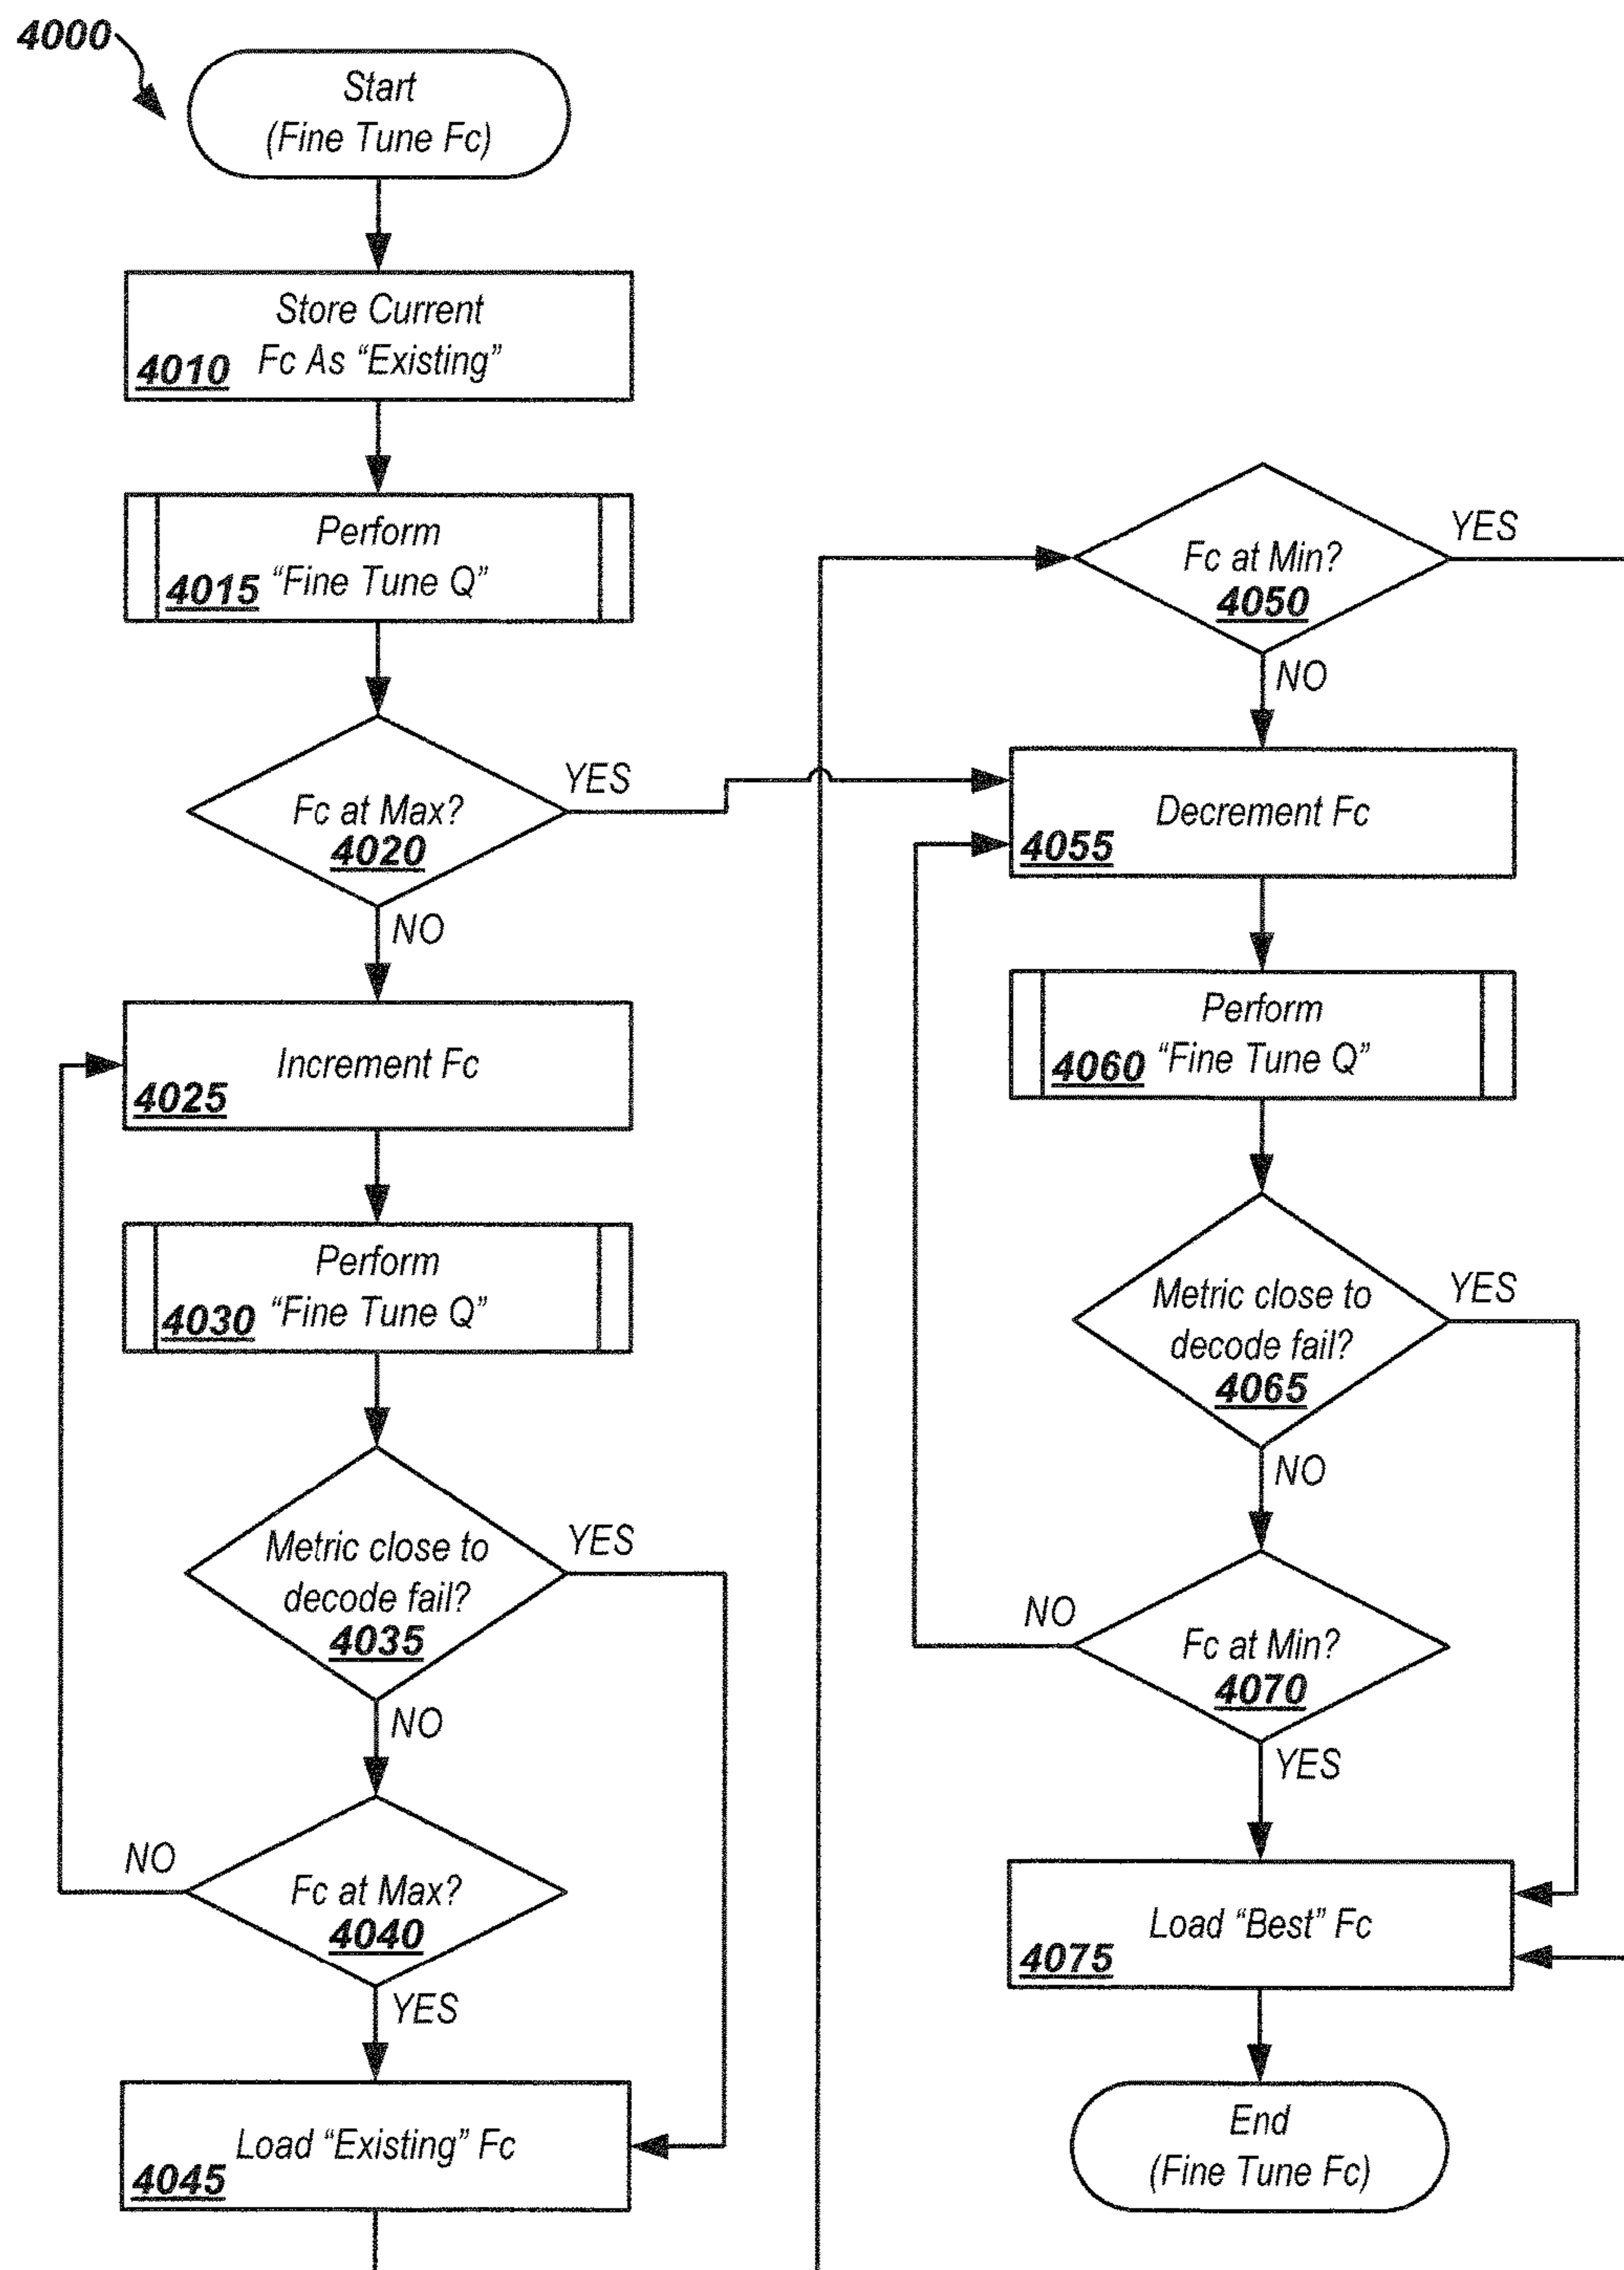 4000
Start
(Fine Tune Fc)
Store Current
Fc As “Existing”
4010
Perform
“Fine Tune Q”
4015
Fc at Max?
4020
YES
NO
Increment Fc
4025
Perform
“Fine Tune Q”
4030
Metric close to
decode fail?
4035
YES
NO
Fc at Max?
4040
NO
YES
Load “Existing” Fc
4045
Fc at Min?
4050
YES
NO
Decrement Fc
4055
Perform
“Fine Tune Q”
4060
Metric close to
decode fail?
4065
YES
NO
Fc at Min?
4070
NO
YES
Load “Best” Fc
4075
End
(Fine Tune Fc)